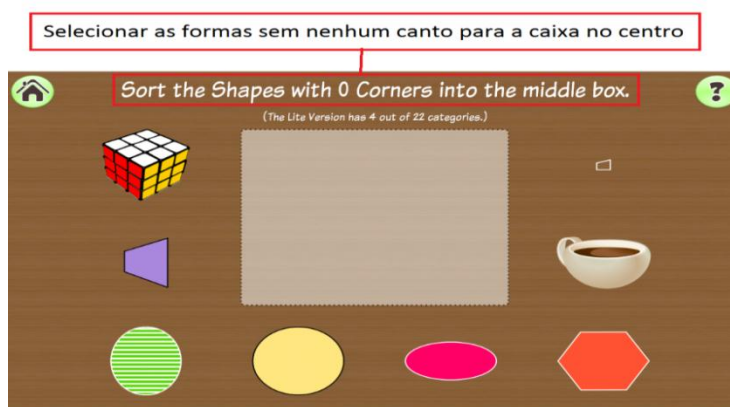 Selecionar as formas sem nenhum canto para a caixa no centro
Sort the Shapes with 0 Corners into the middle box.
?
(The Lite Version has 4 out of 22 categories.)